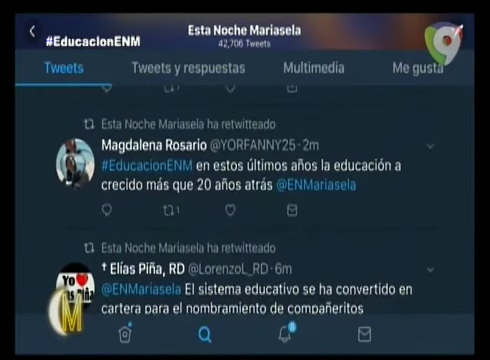 Esta Noche Mariasela
#EducacionENM
42,706 Tweets
9
Tweets Tweets y respuestas Multimedia Me gusta
Esta Noche Mariasela ha retwitteado
Magdalena Rosario @YORFANNY25·2m
#EducacionENM en estos últimos años la educación a
crecido más que 20 años atrás @ENMariasela
1
Esta Noche Mariasela ha retwitteado
† Elías Piña, RD @LorenzoL_RD·6m
@ENMariasela El sistema educativo se ha convertido en
cartera para el nombramiento de compañeritos
Yo
M
8